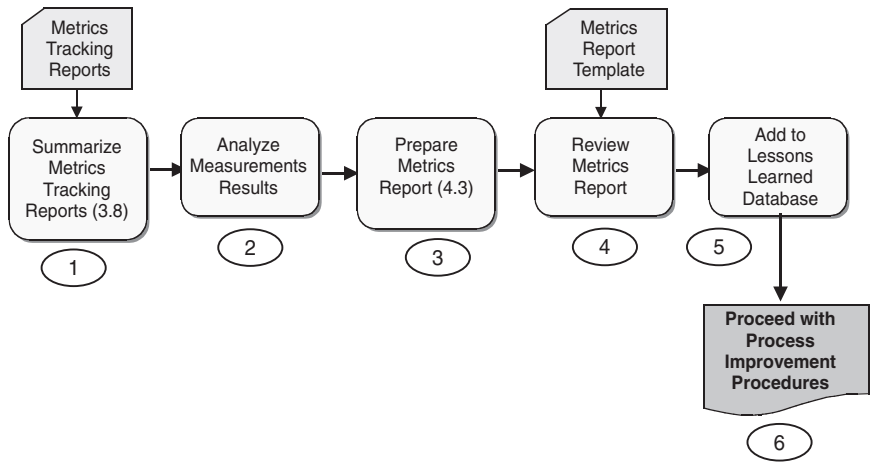 Metrics
Tracking
Reports
Metrics
Report
Template
Summarize
Metrics
Tracking
Reports (3.8)
Analyze
Measurements
Results
Prepare
Metrics
Report (4.3)
Review
Metrics
Report
Add to
Lessons
Learned
Database
1
2
3
4
5
Proceed with
Process
Improvement
Procedures
6